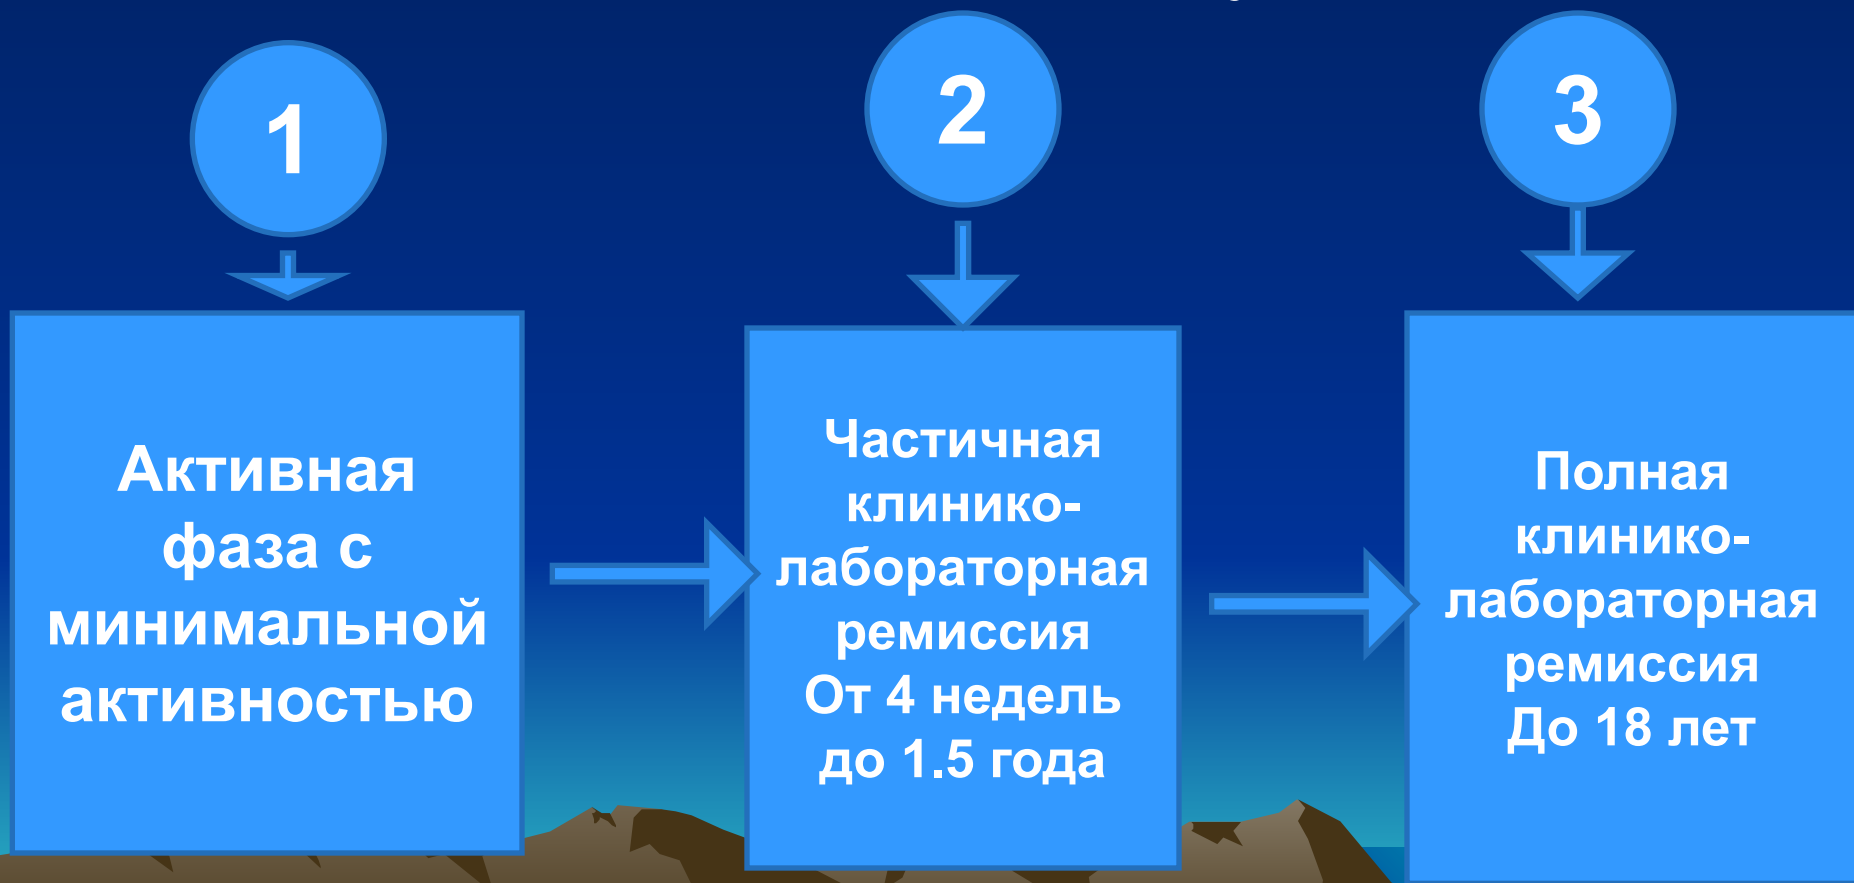 1
2
3
Активная
фаза с
минимальной
активностью
Частичная
клинико-
лабораторная
ремиссия
От 4 недель
до 1.5 года
Полная
клинико-
лабораторная
ремиссия
До 18 лет